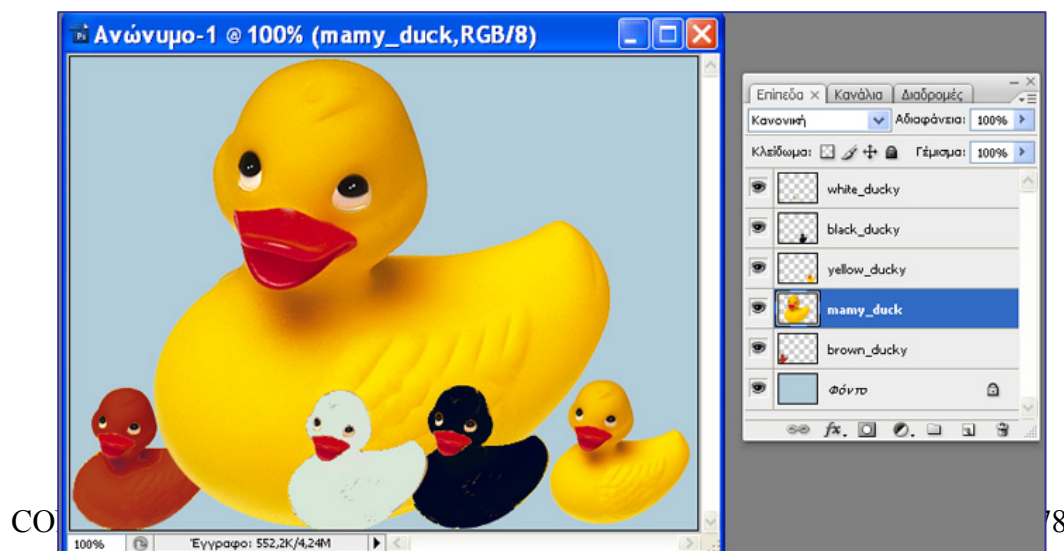 Ανώνυμο-1 @ 100% (mamy_duck,RGB/8)
Επίπεδα × Κανάλια Διαδρομές
Κανονική Αδιαφάνεια: 100%
Κλείδωμα: Γέμισμα: 100%
white_ducky
black_ducky
yellow_ducky
mamy_duck
brown_ducky
Φόντο
fx.
CO 78
100% Έγγραφο: 552,2K/4,24M